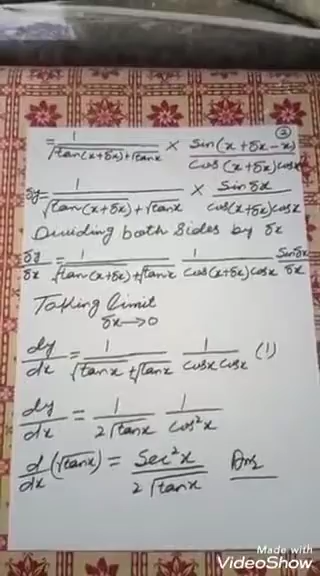 ②
= 1/(√tan(x+δx)+√tanx) × sin(x+δx-x)/(cos(x+δx)cosx)
δy = 1/(√tan(x+δx)+√tanx) × sinδx/(cos(x+δx)cosx)
Dividing both sides by δx
δy/δx = 1/(√tan(x+δx)+√tanx) 1/(cos(x+δx)cosx) sinδx/δx
Taking limit
δx→0
dy/dx = 1/(√tanx+√tanx) 1/(cosx cosx) (1)
dy/dx = 1/(2√tanx) 1/cos²x
d/dx (√tanx) = Sec²x/(2√tanx) Ans
Made with
VideoShow